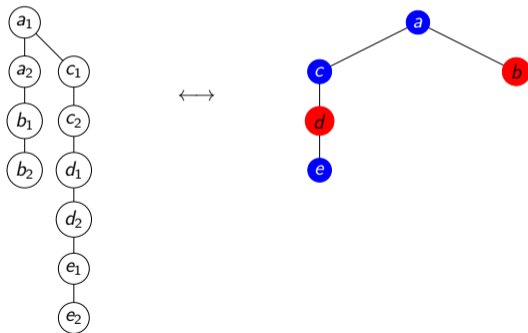 a₁
a₂ c₁
b₁ c₂
b₂ d₁
d₂
e₁
e₂
⟷
a
c b
d
e